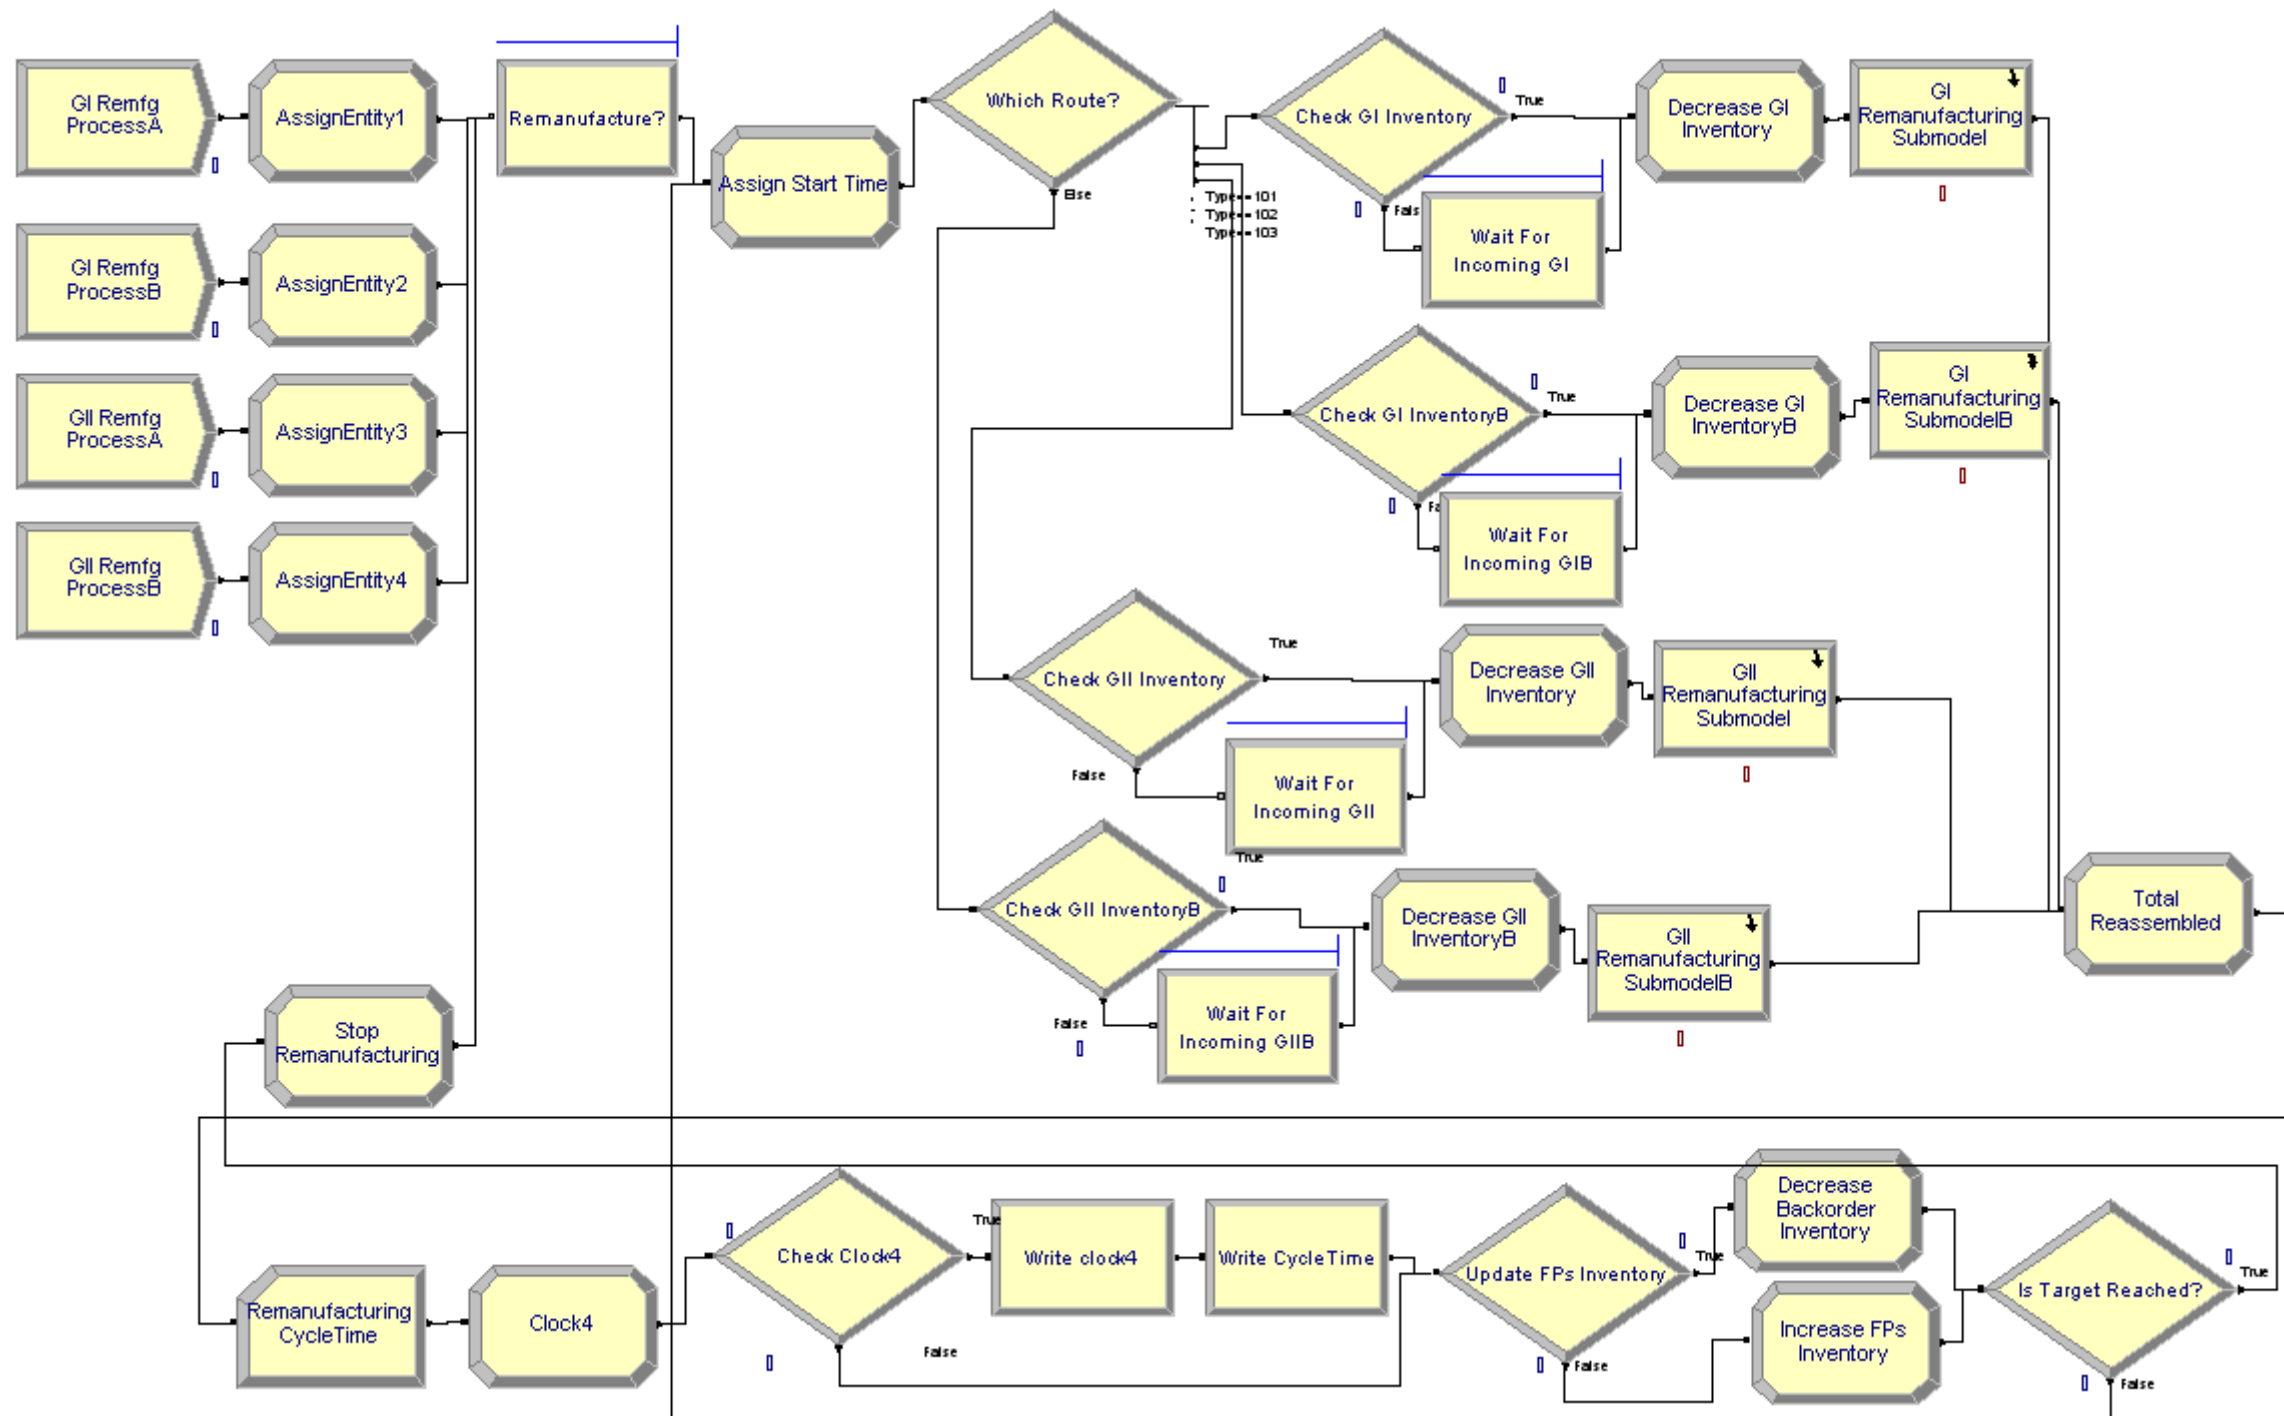 GI Remfg
ProcessA
AssignEntity1
Remanufacture?
Assign Start Time
Which Route?
Else
Type==101
Type==102
Type==103
Check GI Inventory
True
Fals
Wait For
Incoming GI
Decrease GI
Inventory
GI
Remanufacturing
Submodel
GI Remfg
ProcessB
AssignEntity2
GII Remfg
ProcessA
AssignEntity3
GII Remfg
ProcessB
AssignEntity4
Check GI InventoryB
True
Fa
Wait For
Incoming GIB
Decrease GI
InventoryB
GI
Remanufacturing
SubmodelB
Check GII Inventory
True
False
Wait For
Incoming GII
Decrease GII
Inventory
GII
Remanufacturing
Submodel
Check GII InventoryB
True
False
Wait For
Incoming GIIB
Decrease GII
InventoryB
GII
Remanufacturing
SubmodelB
Total
Reassembled
Stop
Remanufacturing
Remanufacturing
CycleTime
Clock4
Check Clock4
True
False
Write clock4
Write CycleTime
Update FPs Inventory
True
False
Decrease
Backorder
Inventory
Increase FPs
Inventory
Is Target Reached?
True
False